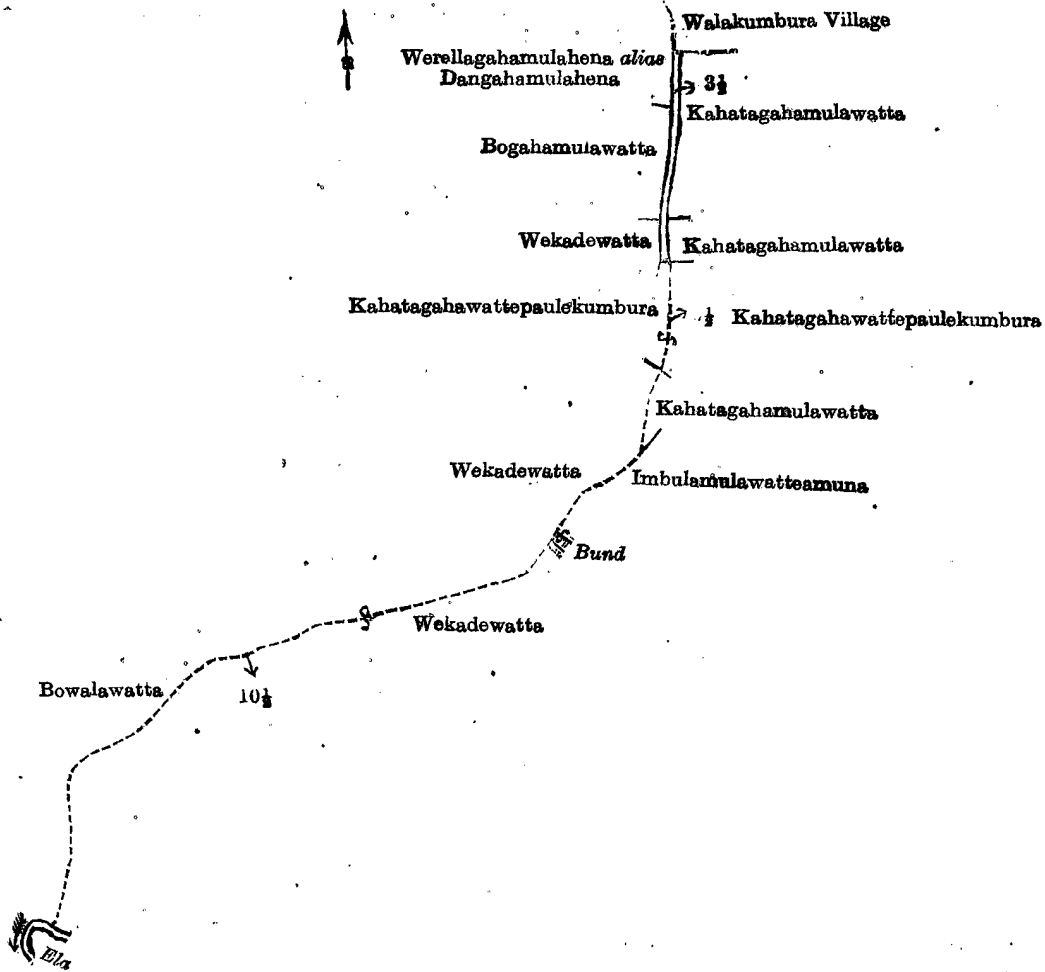 Walakumbura Village
Werellagahamulahena alias
Dangahamulahena
3½
Kahatagahamulawatta
Bogahamulawatta
Wekadewatta
Kahatagahamulawatta
Kahatagahawattepaulekumbura
½
Kahatagahawattepaulekumbura
Kahatagahamulawatta
Wekadewatta
Imbulamulawatteamuna
Bund
Wekadewatta
Bowalawatta
10½
Ela